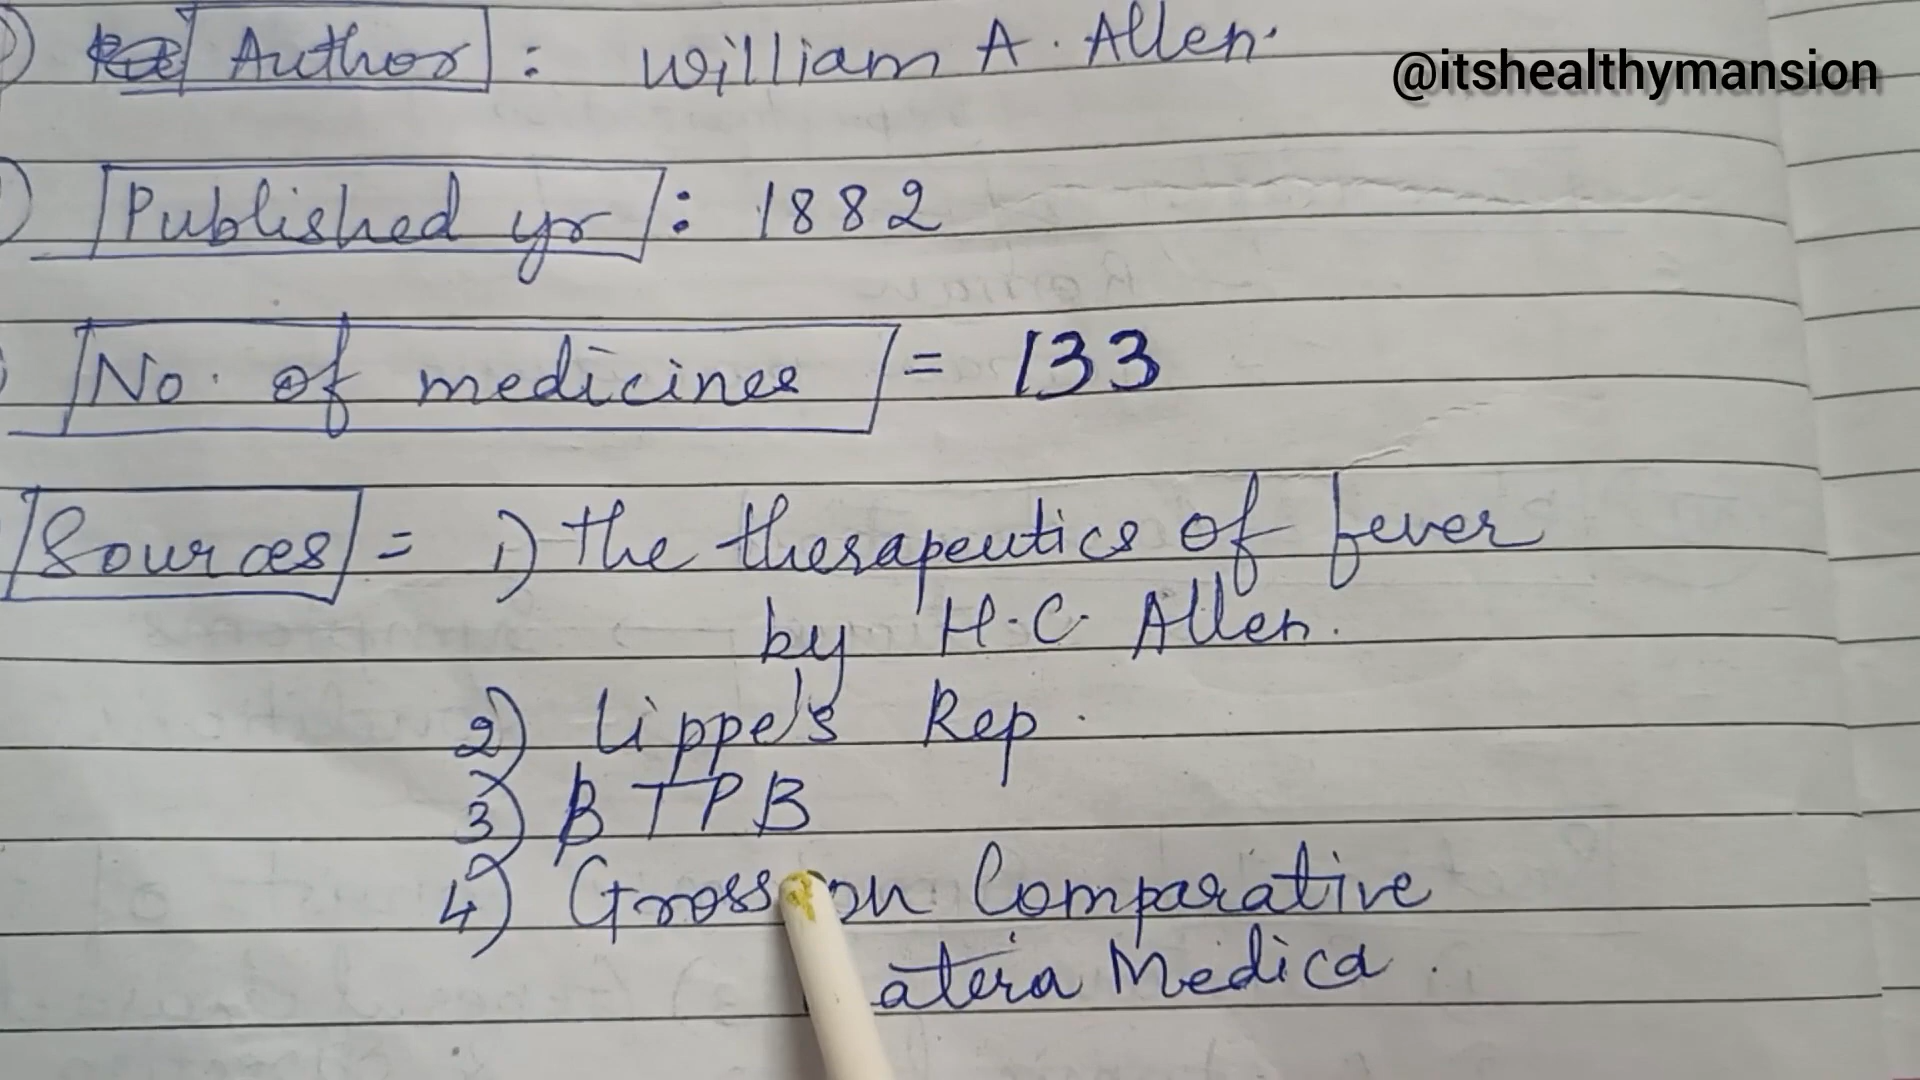 Author : William A. Allen.
@itshealthymansion
Published yr : 1882
No. of medicines = 133
Sources = 1) the therapeutics of fever
by H.C. Allen.
2) Lippe's Rep.
3) BTPB
4) Gross on Comparative
atera Medica.